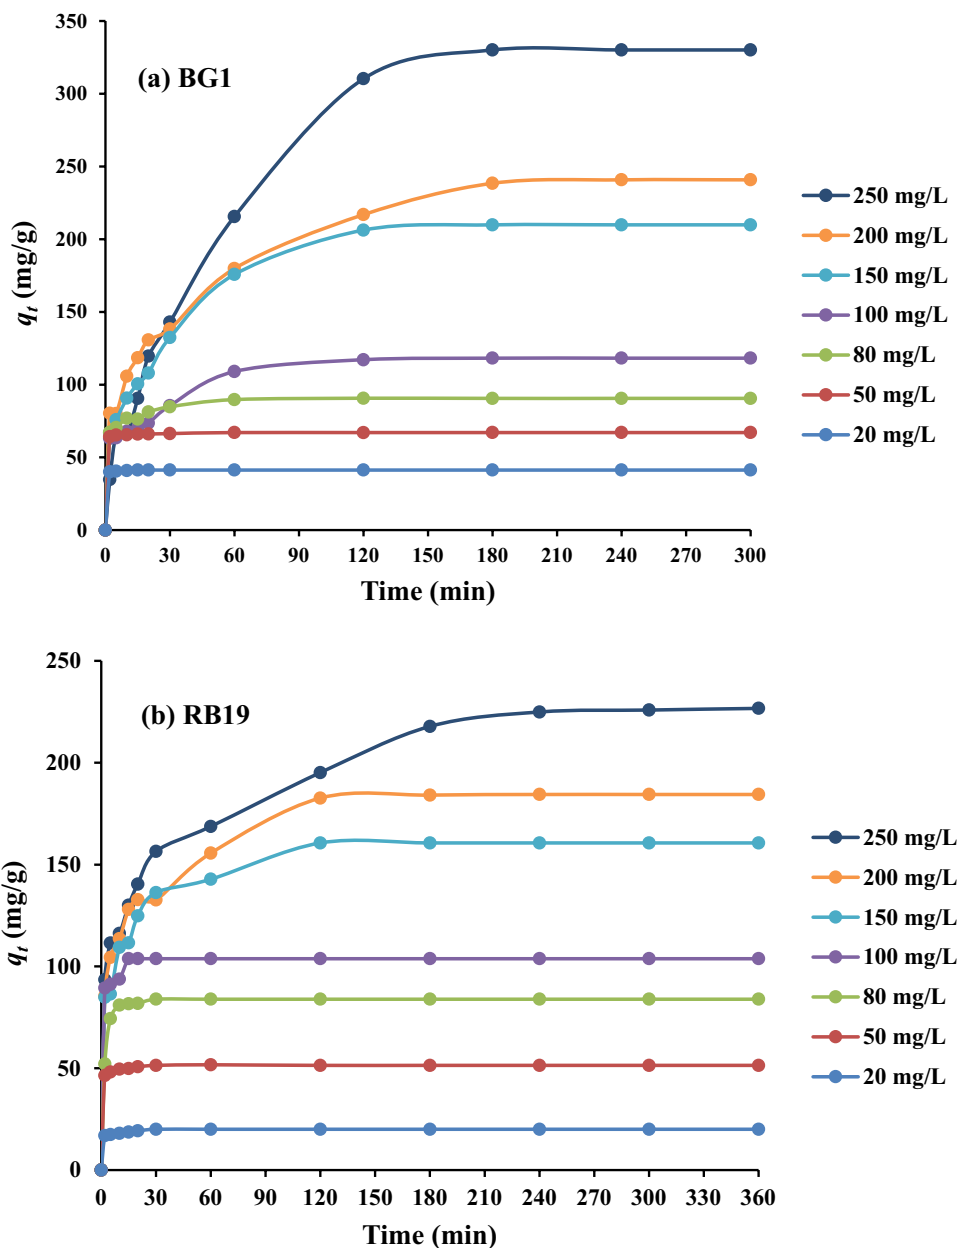 (a) BG1
350
300
250
200
150
100
50
0
qt (mg/g)
0 30 60 90 120 150 180 210 240 270 300
Time (min)
250 mg/L
200 mg/L
150 mg/L
100 mg/L
80 mg/L
50 mg/L
20 mg/L
(b) RB19
250
200
150
100
50
0
qt (mg/g)
0 30 60 90 120 150 180 210 240 270 300 330 360
Time (min)
250 mg/L
200 mg/L
150 mg/L
100 mg/L
80 mg/L
50 mg/L
20 mg/L